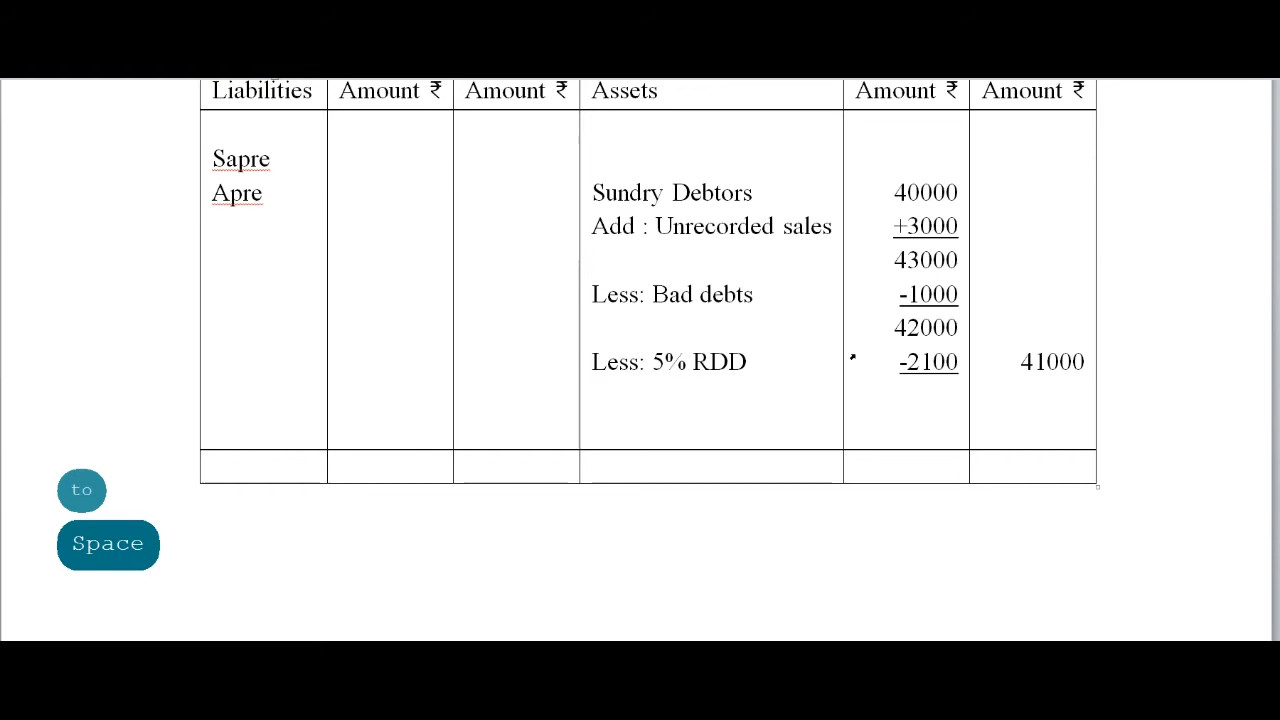 Liabilities Amount ₹ Amount ₹ Assets Amount ₹ Amount ₹
Sapre
Apre Sundry Debtors 40000
Add : Unrecorded sales +3000
43000
Less: Bad debts -1000
42000
Less: 5% RDD -2100 41000
to
Space